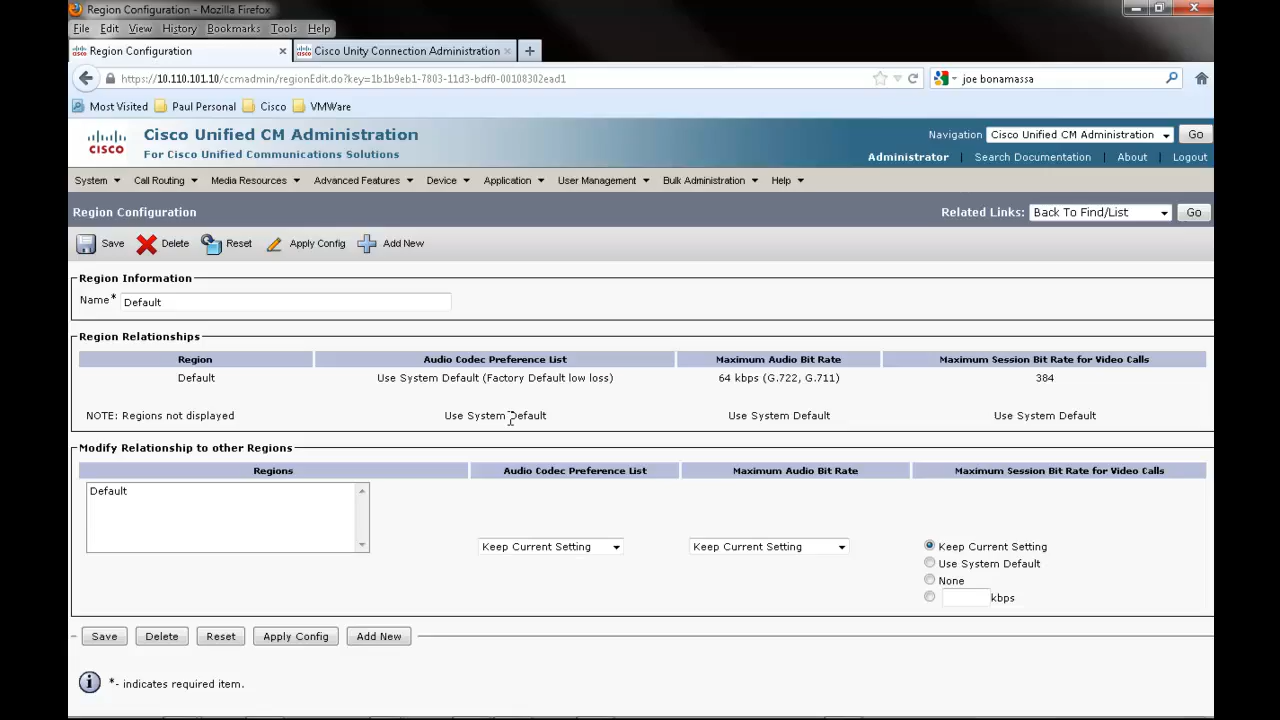 Region Configuration - Mozilla Firefox
File Edit View History Bookmarks Tools Help
Region Configuration
Cisco Unity Connection Administration
https://10.110.101.10/ccmadmin/regionEdit.do?key=1b1b9eb1-7803-11d3-bdf0-00108302ead1
joe bonamassa
Most Visited Paul Personal Cisco VMWare
cisco
CISCO
Cisco Unified CM Administration
For Cisco Unified Communications Solutions
Navigation Cisco Unified CM Administration Go
Administrator | Search Documentation | About | Logout
System Call Routing Media Resources Advanced Features Device Application User Management Bulk Administration Help
Region Configuration
Related Links: Back To Find/List Go
Save Delete Reset Apply Config Add New
Region Information
Name* Default
Region Relationships
Region Audio Codec Preference List Maximum Audio Bit Rate Maximum Session Bit Rate for Video Calls
Default Use System Default (Factory Default low loss) 64 kbps (G.722, G.711) 384
NOTE: Regions not displayed Use System Default Use System Default Use System Default
Modify Relationship to other Regions
Regions Audio Codec Preference List Maximum Audio Bit Rate Maximum Session Bit Rate for Video Calls
Default
Keep Current Setting Keep Current Setting Keep Current Setting
Use System Default
None
kbps
Save Delete Reset Apply Config Add New
*- indicates required item.